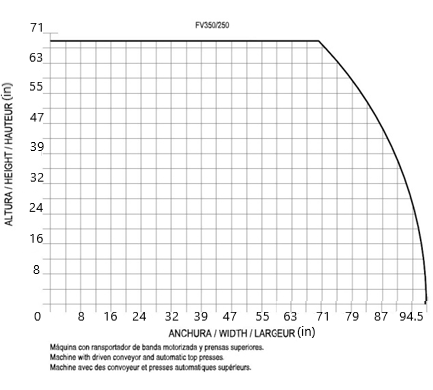 FV350/250
71
63
55
47
39
32
24
16
8
ALTURA / HEIGHT / HAUTEUR (in)
0 8 16 24 32 39 47 55 63 71 79 87 94.5
ANCHURA / WIDTH / LARGEUR (in)
Máquina con ransportador de banda motorizada y prensas superiores.
Machine with driven conveyor and automatic top presses.
Machine avec des convoyeur et presses automatiques supérieurs.